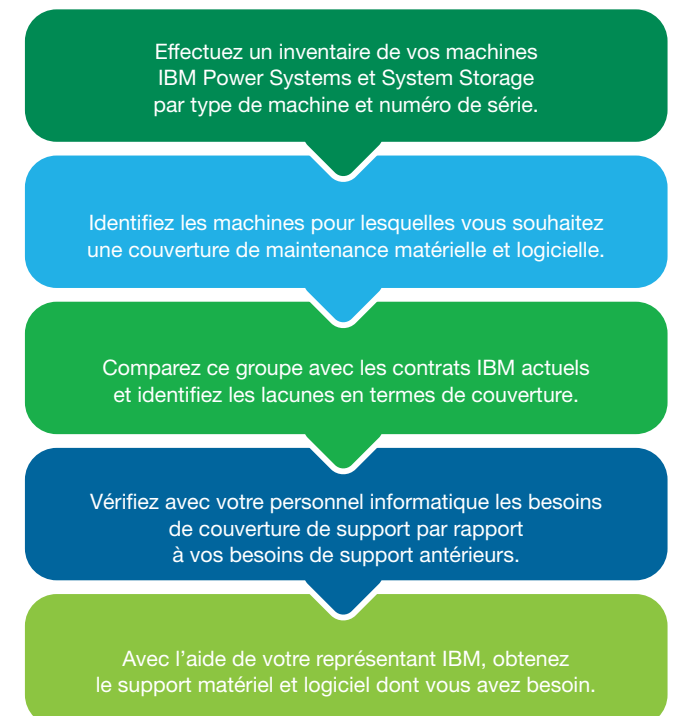 Effectuez un inventaire de vos machines
IBM Power Systems et System Storage
par type de machine et numéro de série.
Identifiez les machines pour lesquelles vous souhaitez
une couverture de maintenance matérielle et logicielle.
Comparez ce groupe avec les contrats IBM actuels
et identifiez les lacunes en termes de couverture.
Vérifiez avec votre personnel informatique les besoins
de couverture de support par rapport
à vos besoins de support antérieurs.
Avec l’aide de votre représentant IBM, obtenez
le support matériel et logiciel dont vous avez besoin.